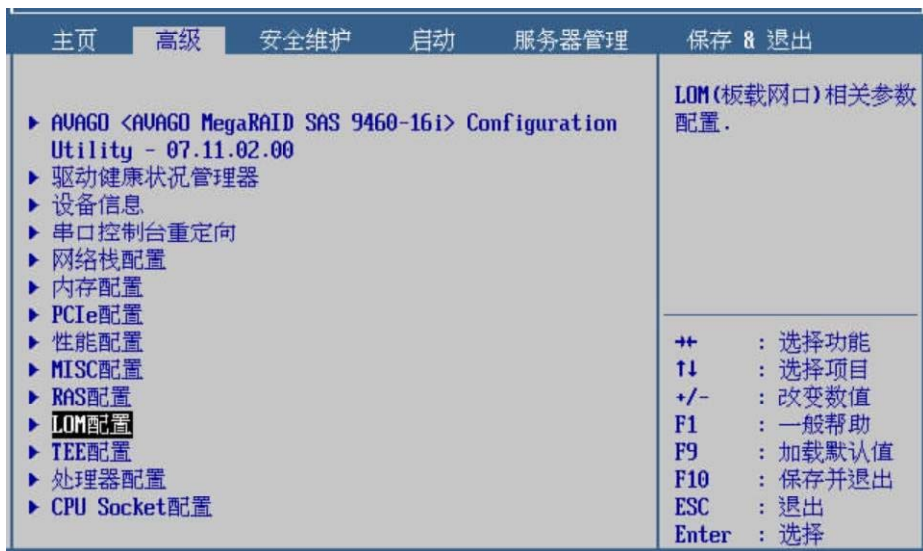 主页 高级 安全维护 启动 服务器管理 保存 & 退出
▶ AVAGO <AVAGO MegaRAID SAS 9460-16i> Configuration
Utility - 07.11.02.00
▶ 驱动健康状况管理器
▶ 设备信息
▶ 串口控制台重定向
▶ 网络栈配置
▶ 内存配置
▶ PCIe配置
▶ 性能配置
▶ MISC配置
▶ RAS配置
▶ LOM配置
▶ TEE配置
▶ 处理器配置
▶ CPU Socket配置
LOM(板载网口)相关参数
配置.
→← : 选择功能
↑↓ : 选择项目
+/- : 改变数值
F1 : 一般帮助
F9 : 加载默认值
F10 : 保存并退出
ESC : 退出
Enter : 选择